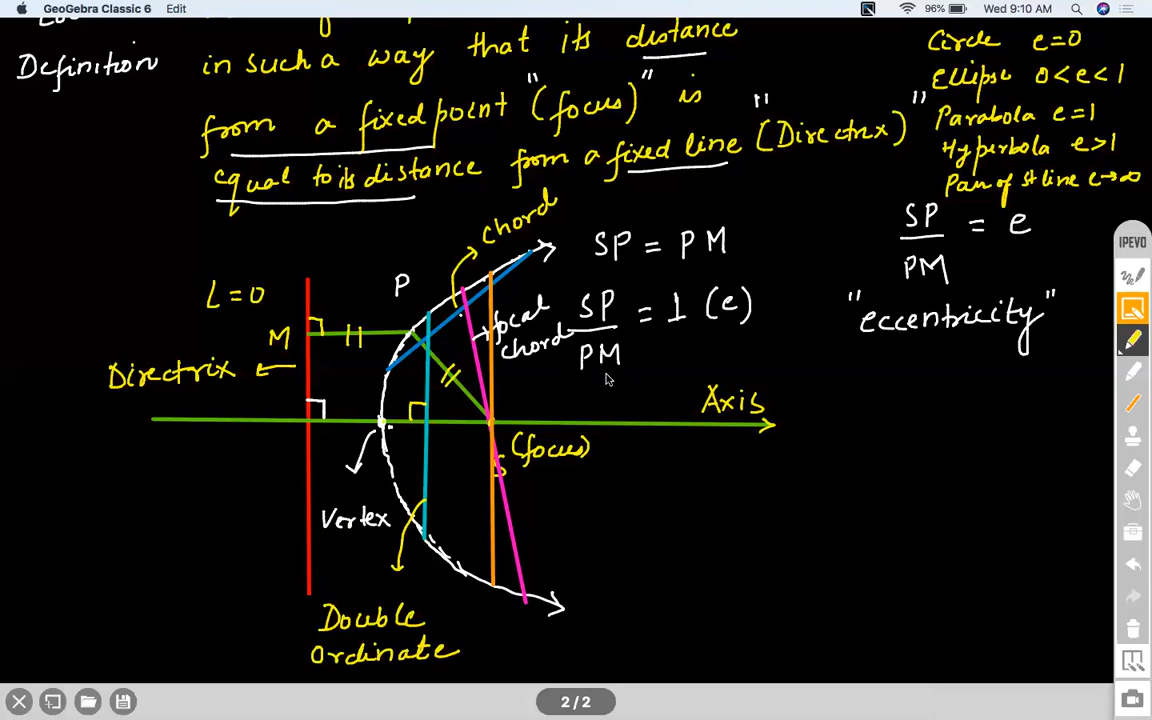 GeoGebra Classic 6 Edit 96% Wed 9:10 AM
Definition in such a way that its distance
from a fixed point "(focus)" is
equal to its distance from a fixed line "(Directrix)"
Circle e=0
Ellipse 0<e<1
Parabola e=1
Hyperbola e>1
Pair of st line e→∞
SP/PM = e
"eccentricity"
chord
P
SP = PM
L=0
M
focal
chord
SP/PM = 1 (e)
Directrix
Axis
S (focus)
Vertex
Double
Ordinate
IPEVO
2/2